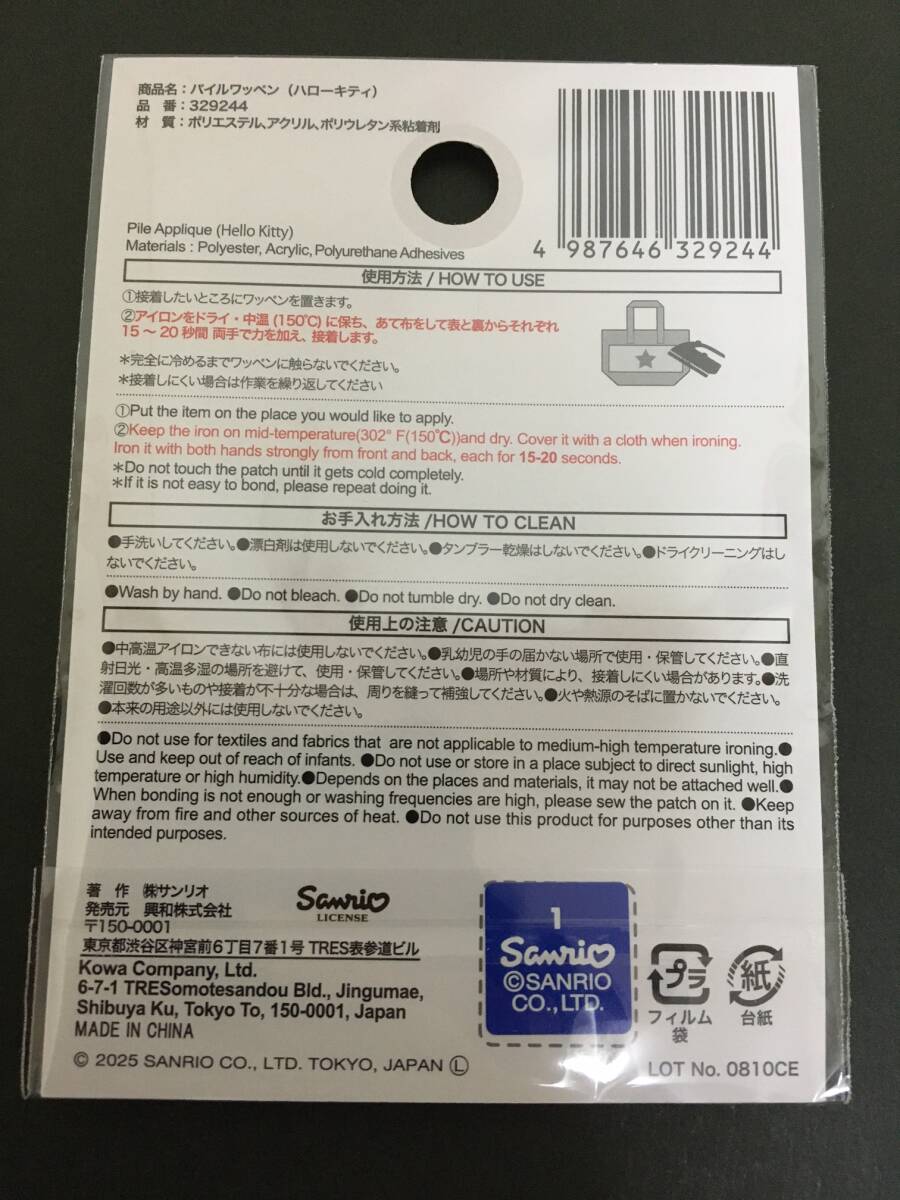 商品名：パイルワッペン（ハローキティ）
品　番：329244
材　質：ポリエステル、アクリル、ポリウレタン系粘着剤
Pile Applique (Hello Kitty)
Materials : Polyester, Acrylic, Polyurethane Adhesives
4 987646 329244
使用方法 / HOW TO USE
①接着したいところにワッペンを置きます。
②アイロンをドライ・中温 (150℃) に保ち、あて布をして表と裏からそれぞれ
15 ～ 20 秒間 両手で力を加え、接着します。
＊完全に冷めるまでワッペンに触らないでください。
＊接着しにくい場合は作業を繰り返してください
①Put the item on the place you would like to apply.
②Keep the iron on mid-temperature(302° F(150℃))and dry. Cover it with a cloth when ironing.
Iron it with both hands strongly from front and back, each for 15-20 seconds.
＊Do not touch the patch until it gets cold completely.
＊If it is not easy to bond, please repeat doing it.
お手入れ方法 /HOW TO CLEAN
●手洗いしてください。●漂白剤は使用しないでください。●タンブラー乾燥はしないでください。●ドライクリーニングはし
ないでください。
●Wash by hand. ●Do not bleach. ●Do not tumble dry. ●Do not dry clean.
使用上の注意 /CAUTION
●中高温アイロンできない布には使用しないでください。●乳幼児の手の届かない場所で使用・保管してください。●直
射日光・高温多湿の場所を避けて、使用・保管してください。●場所や材質により、接着しにくい場合があります。●洗
濯回数が多いものや接着が不十分な場合は、周りを縫って補強してください。●火や熱源のそばに置かないでください。
●本来の用途以外には使用しないでください。
●Do not use for textiles and fabrics that are not applicable to medium-high temperature ironing.●
Use and keep out of reach of infants. ●Do not use or store in a place subject to direct sunlight, high
temperature or high humidity.●Depends on the places and materials, it may not be attached well.●
When bonding is not enough or washing frequencies are high, please sew the patch on it. ●Keep
away from fire and other sources of heat. ●Do not use this product for purposes other than its
intended purposes.
著　作　㈱サンリオ
発売元　興和株式会社
〒150-0001
東京都渋谷区神宮前6丁目7番1号 TRES表参道ビル
Kowa Company, Ltd.
6-7-1 TRESomotesandou Bld., Jingumae,
Shibuya Ku, Tokyo To, 150-0001, Japan
MADE IN CHINA
© 2025 SANRIO CO., LTD. TOKYO, JAPAN Ⓛ
Sanrio
LICENSE
1
Sanrio
©SANRIO
CO.,LTD.
プラ
フィルム
袋
紙
台紙
LOT No. 0810CE